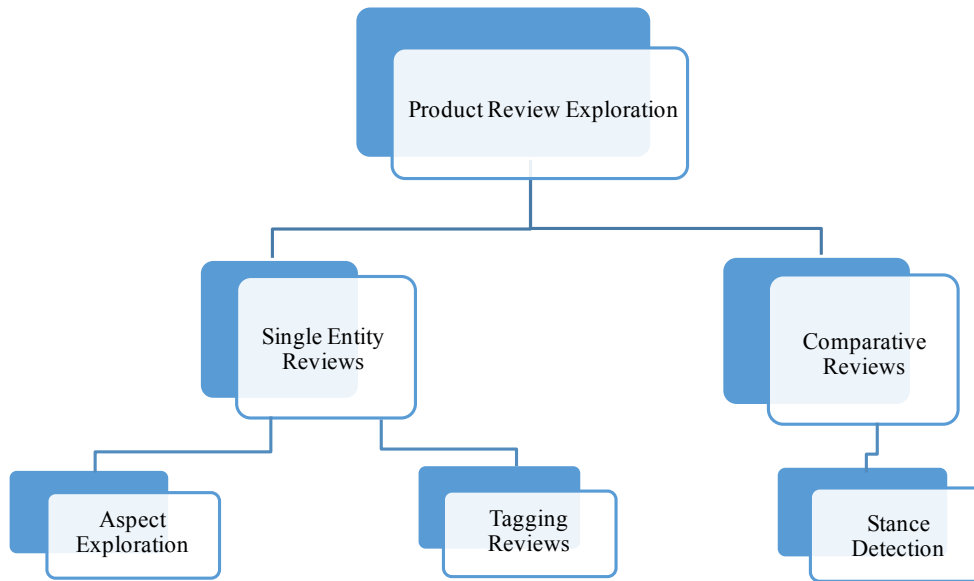 Product Review Exploration
Single Entity
Reviews
Comparative
Reviews
Aspect
Exploration
Tagging
Reviews
Stance
Detection